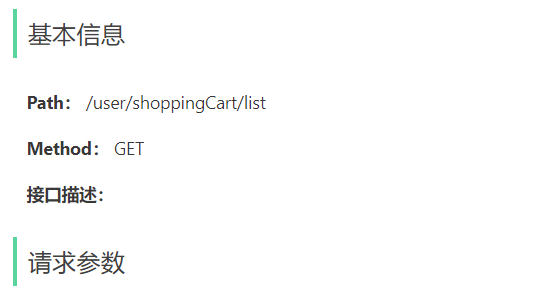 基本信息
Path： /user/shoppingCart/list
Method： GET
接口描述：
请求参数